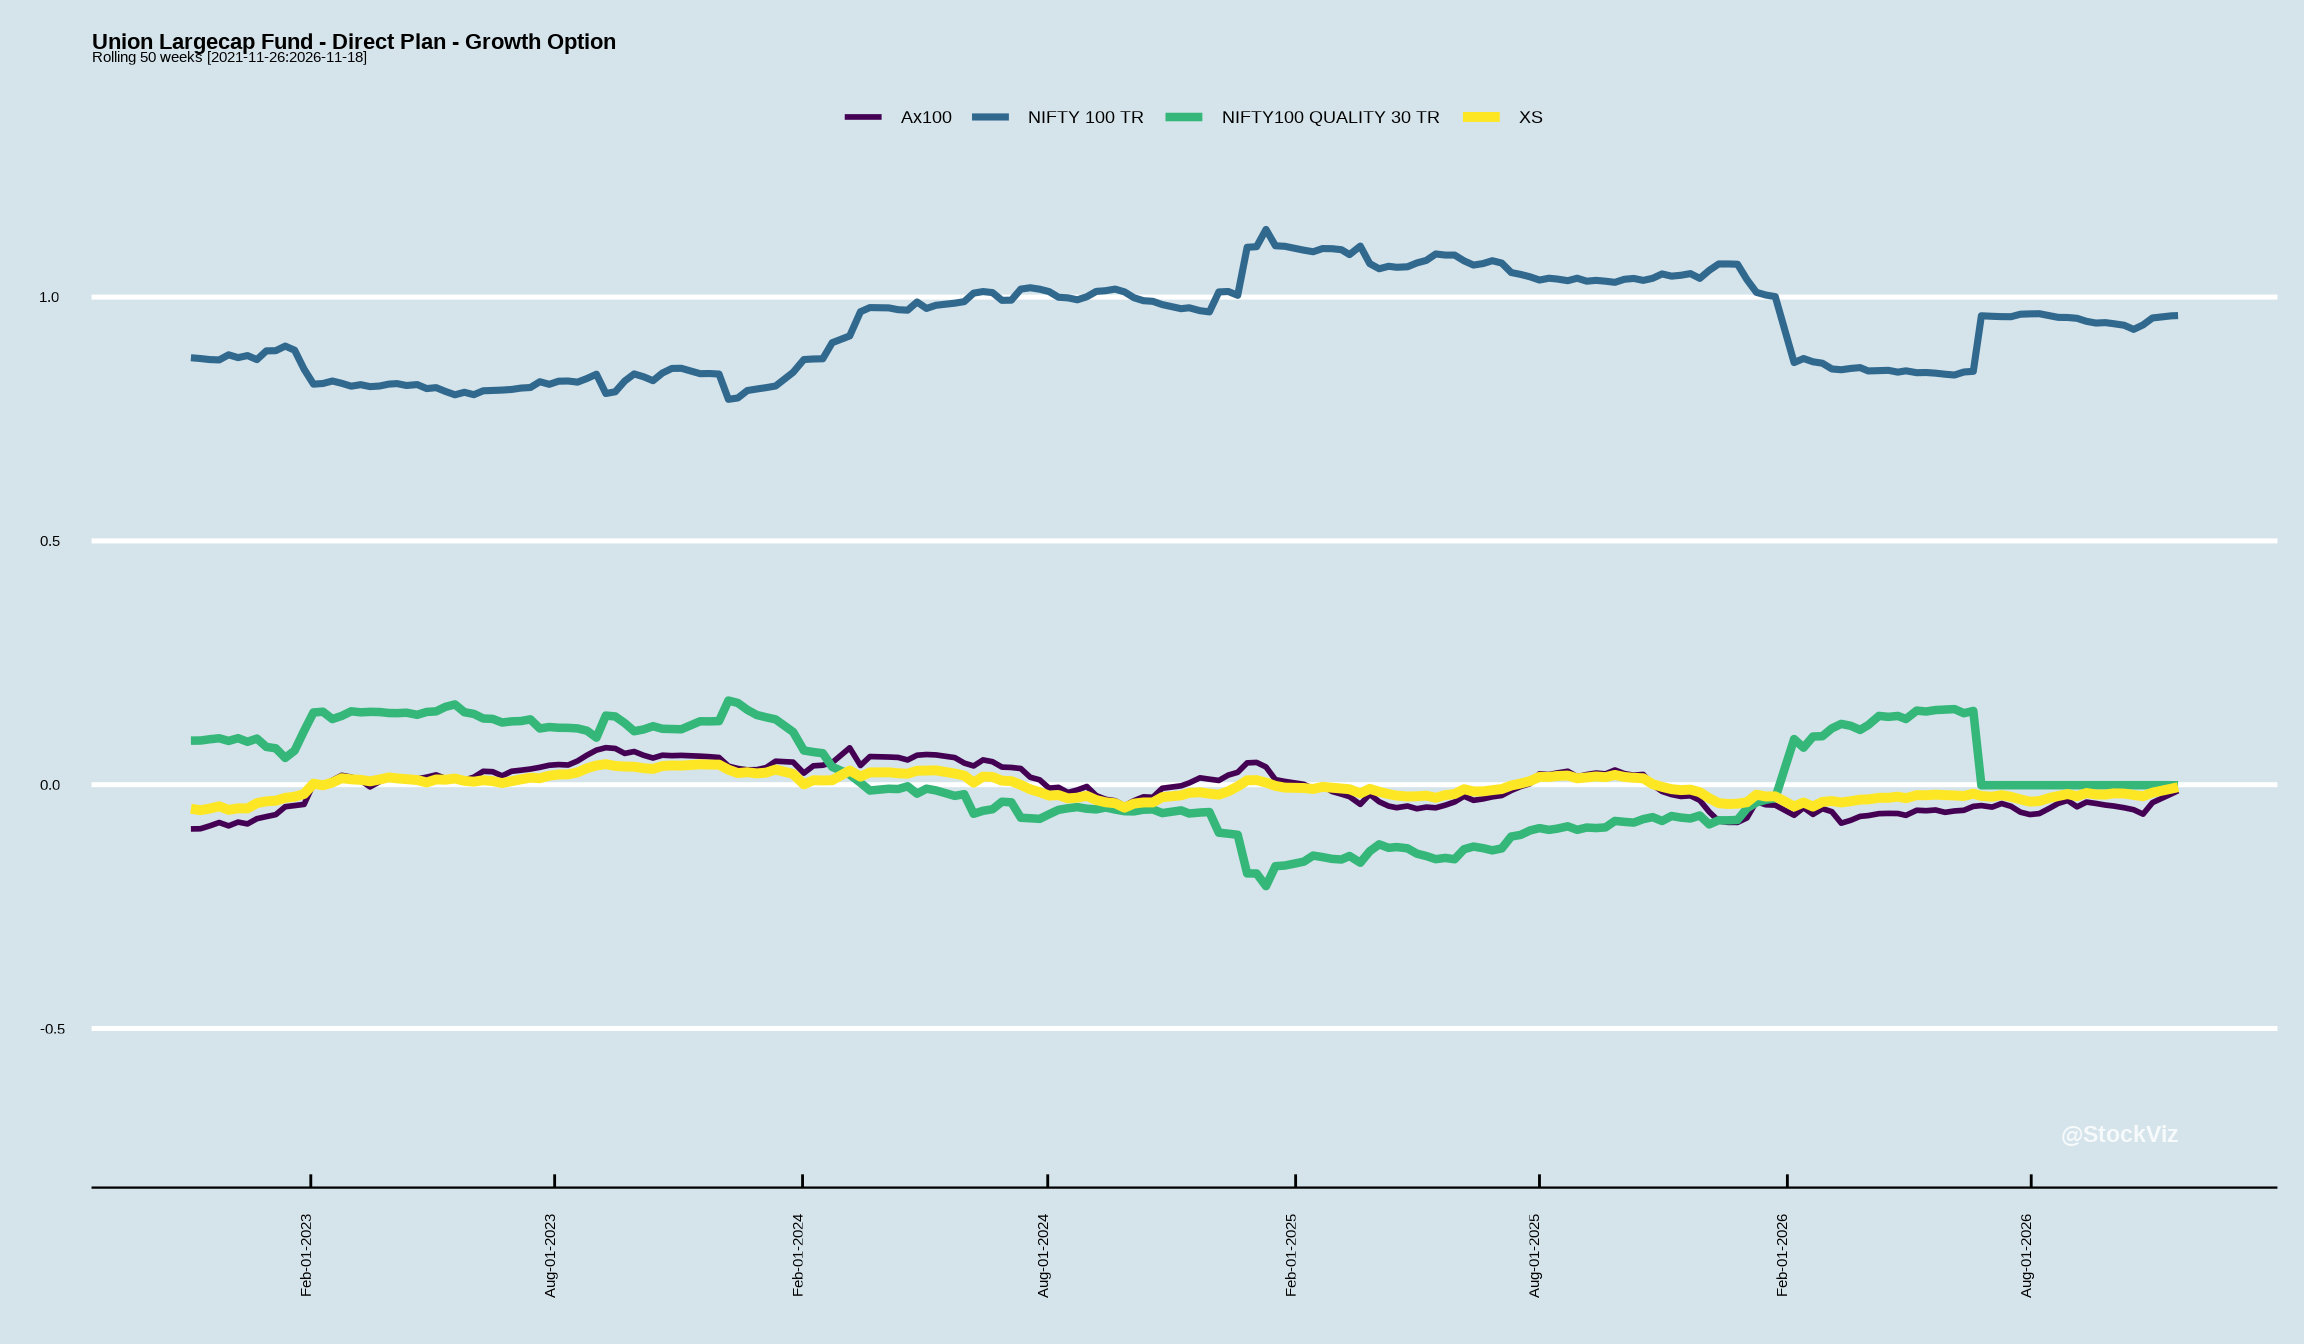 Union Largecap Fund - Direct Plan - Growth Option
Rolling 50 weeks [2021-11-26:2026-11-18]
Ax100 NIFTY 100 TR NIFTY100 QUALITY 30 TR XS
1.0
0.5
0.0
-0.5
@StockViz
Feb-01-2023
Aug-01-2023
Feb-01-2024
Aug-01-2024
Feb-01-2025
Aug-01-2025
Feb-01-2026
Aug-01-2026